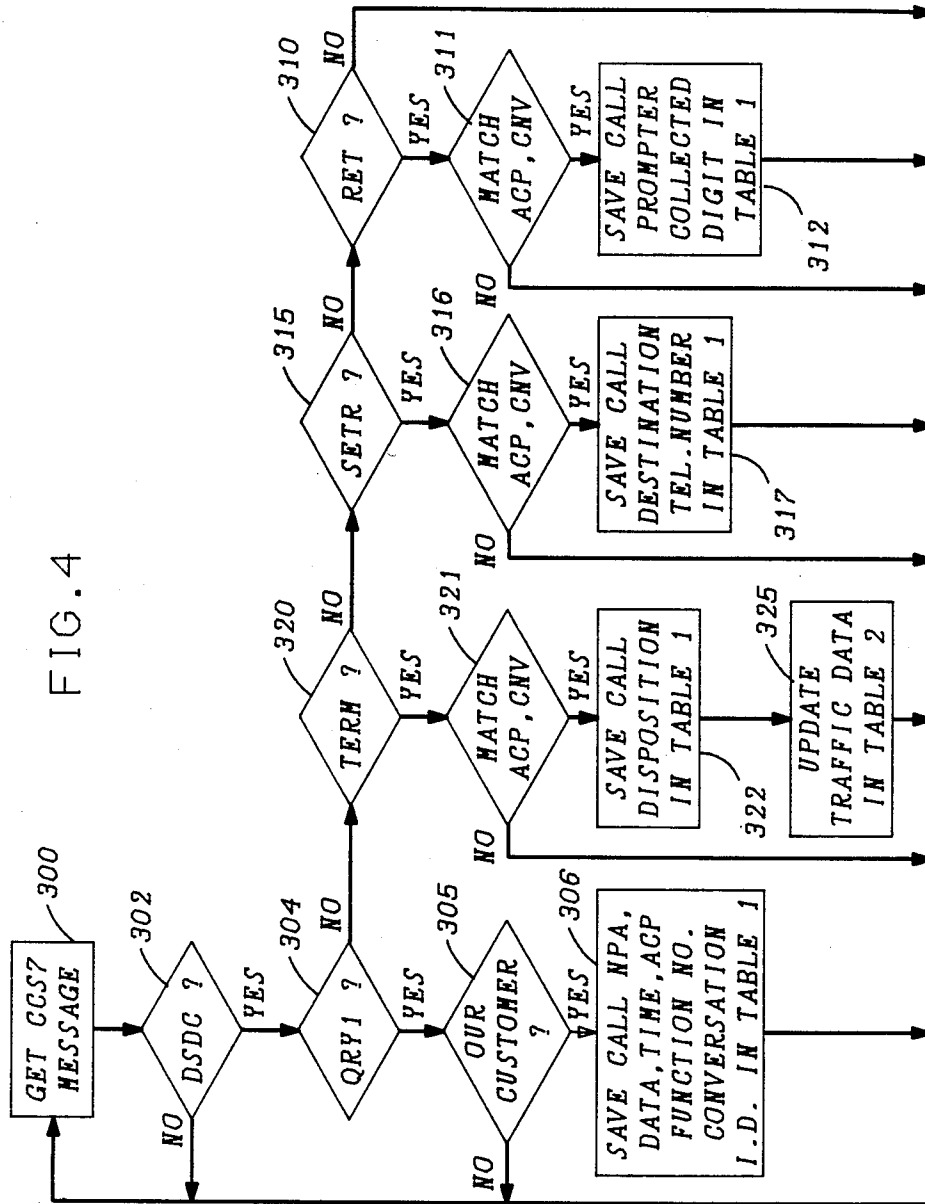 FIG.4
300
GET CCS7
MESSAGE
302
DSDC ?
NO
YES
304
QRY1 ?
NO
YES
305
OUR
CUSTOMER
?
NO
YES
306
SAVE CALL NPA,
DATA,TIME,ACP
FUNCTION NO.
CONVERSATION
I.D. IN TABLE 1
320
TERM ?
NO
YES
321
MATCH
ACP,CNV
NO
YES
SAVE CALL
DISPOSITION
IN TABLE 1
322
325
UPDATE
TRAFFIC DATA
IN TABLE 2
315
SETR ?
NO
YES
316
MATCH
ACP,CNV
NO
YES
SAVE CALL
DESTINATION
TEL.NUMBER
IN TABLE 1
317
310
RET ?
NO
YES
311
MATCH
ACP,CNV
NO
YES
SAVE CALL
PROMPTER
COLLECTED
DIGIT IN
TABLE 1
312